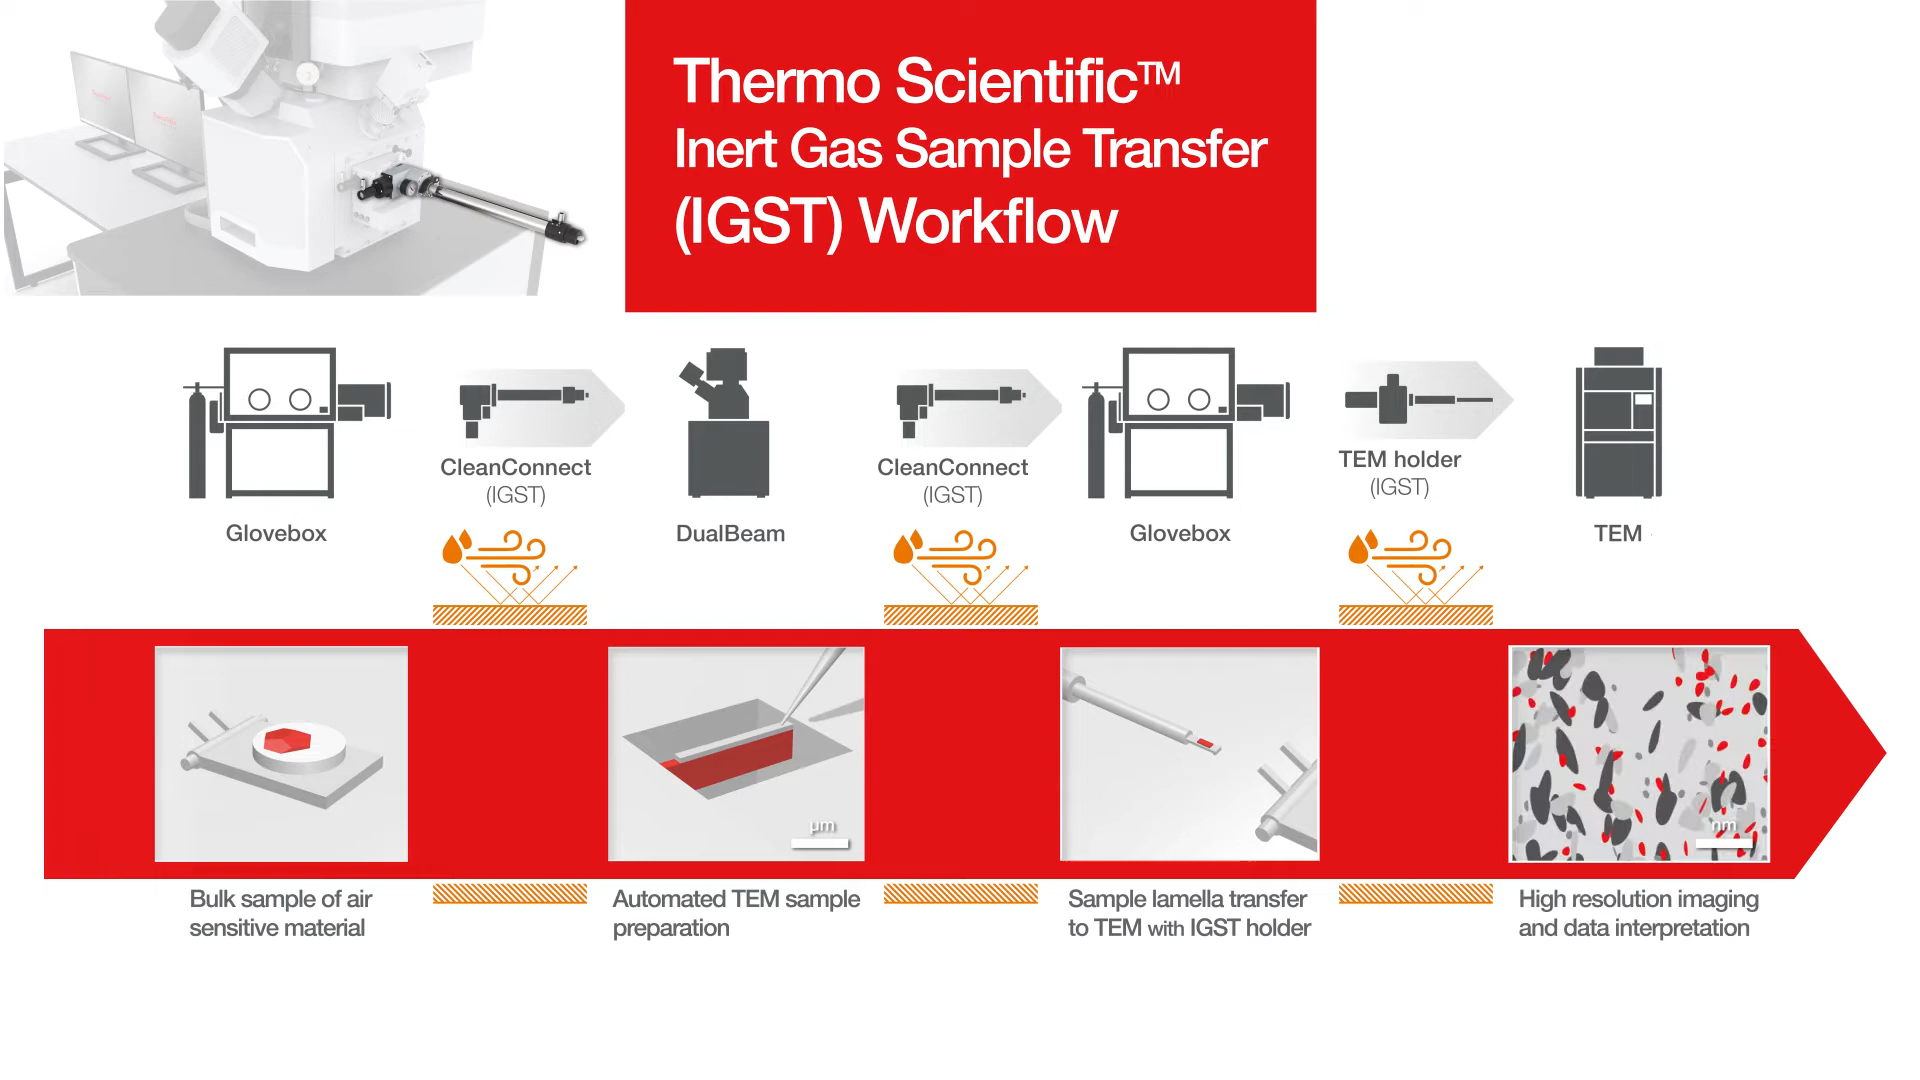 Thermo Scientific™
Inert Gas Sample Transfer
(IGST) Workflow
CleanConnect
(IGST)
CleanConnect
(IGST)
TEM holder
(IGST)
Glovebox
DualBeam
Glovebox
TEM
µm
nm
Bulk sample of air
sensitive material
Automated TEM sample
preparation
Sample lamella transfer
to TEM with IGST holder
High resolution imaging
and data interpretation